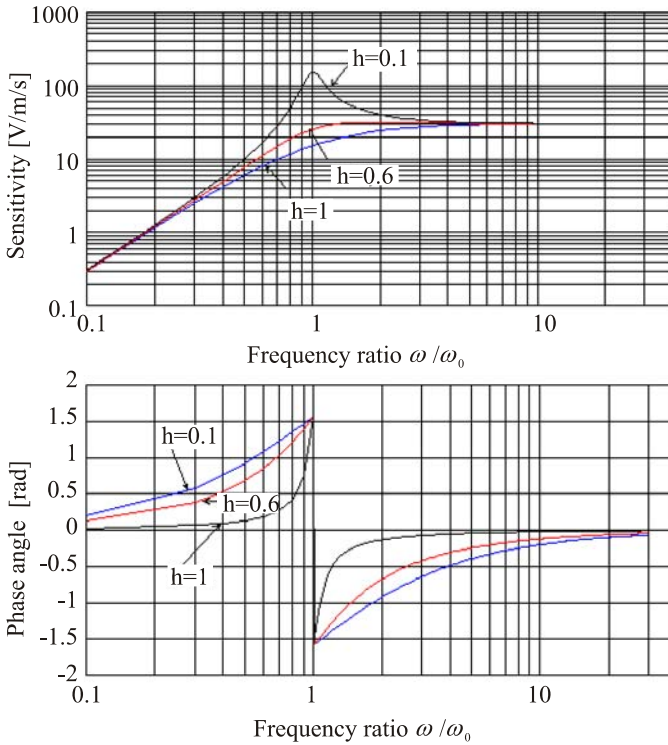 Sensitivity [V/m/s]
1000
100
10
1
0.1
h=0.1
h=0.6
h=1
0.1 1 10
Frequency ratio ω /ω₀
Phase angle [rad]
2
1.5
1
0.5
0
-0.5
-1
-1.5
-2
h=0.1
h=0.6
h=1
0.1 1 10
Frequency ratio ω /ω₀